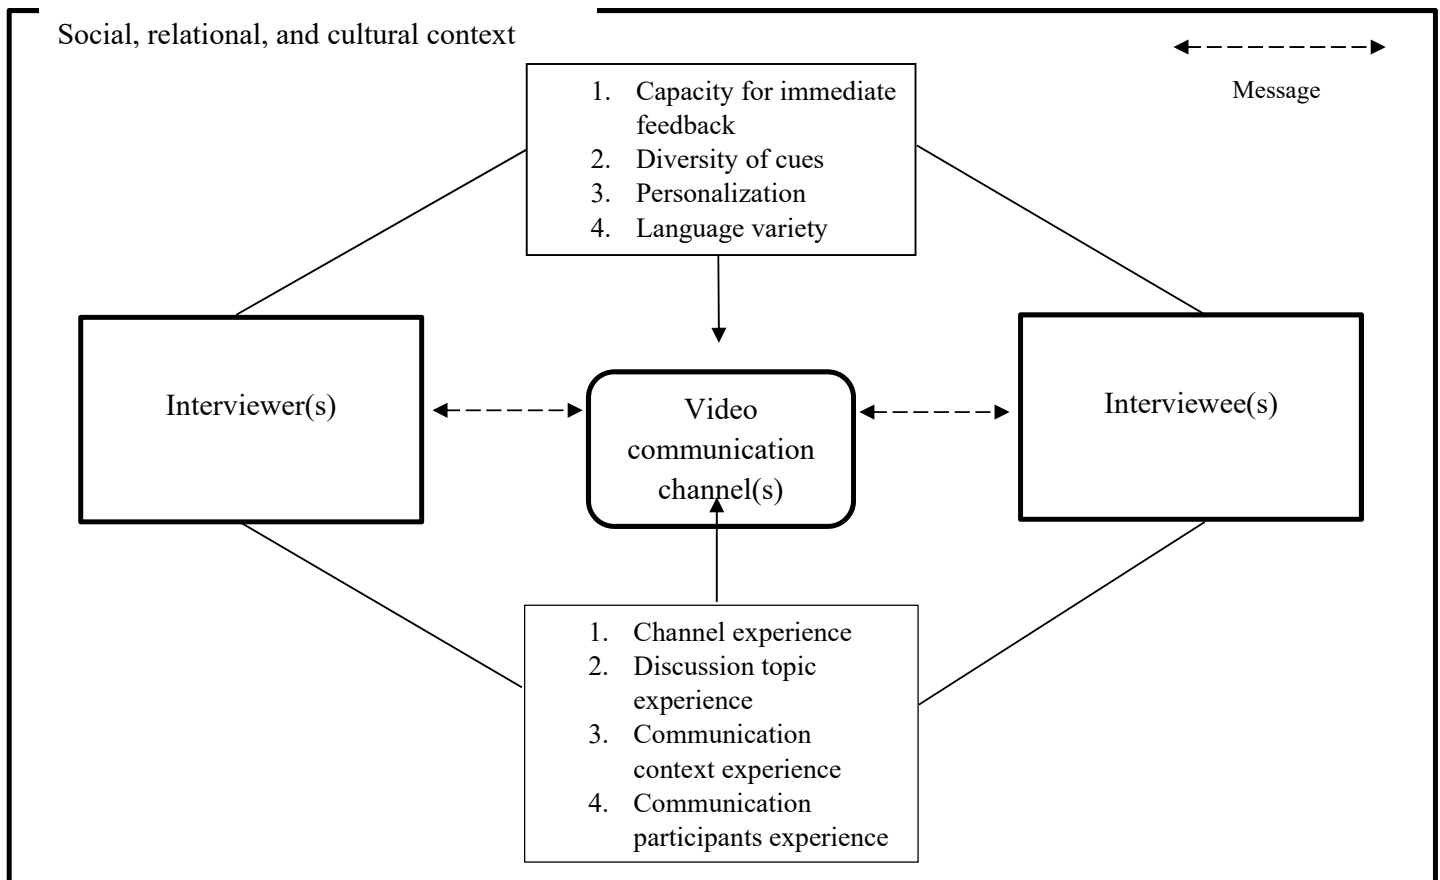 Social, relational, and cultural context
Message
1. Capacity for immediate
feedback
2. Diversity of cues
3. Personalization
4. Language variety
Interviewer(s)
Video
communication
channel(s)
Interviewee(s)
1. Channel experience
2. Discussion topic
experience
3. Communication
context experience
4. Communication
participants experience